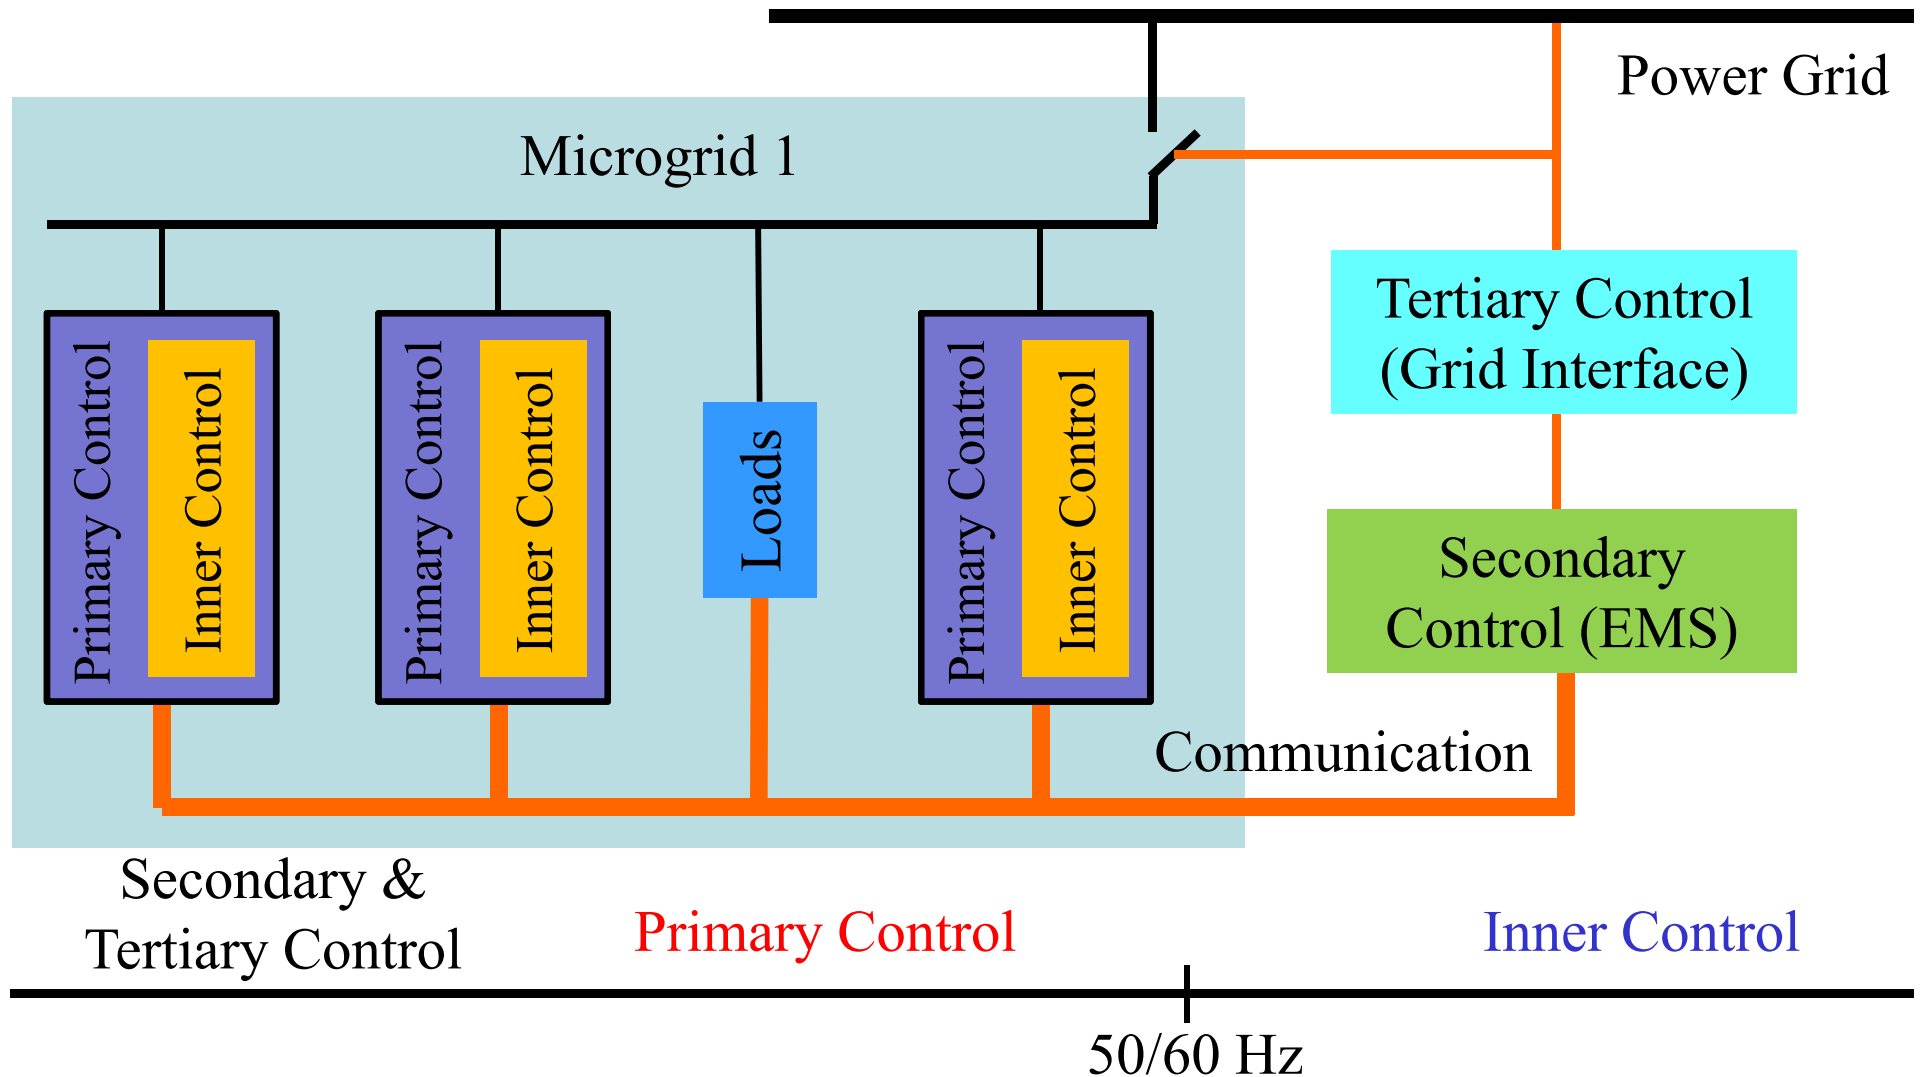 Power Grid
Microgrid 1
Tertiary Control
(Grid Interface)
Primary Control
Inner Control
Primary Control
Inner Control
Loads
Primary Control
Inner Control
Secondary
Control (EMS)
Communication
Secondary &
Tertiary Control
Primary Control
Inner Control
50/60 Hz